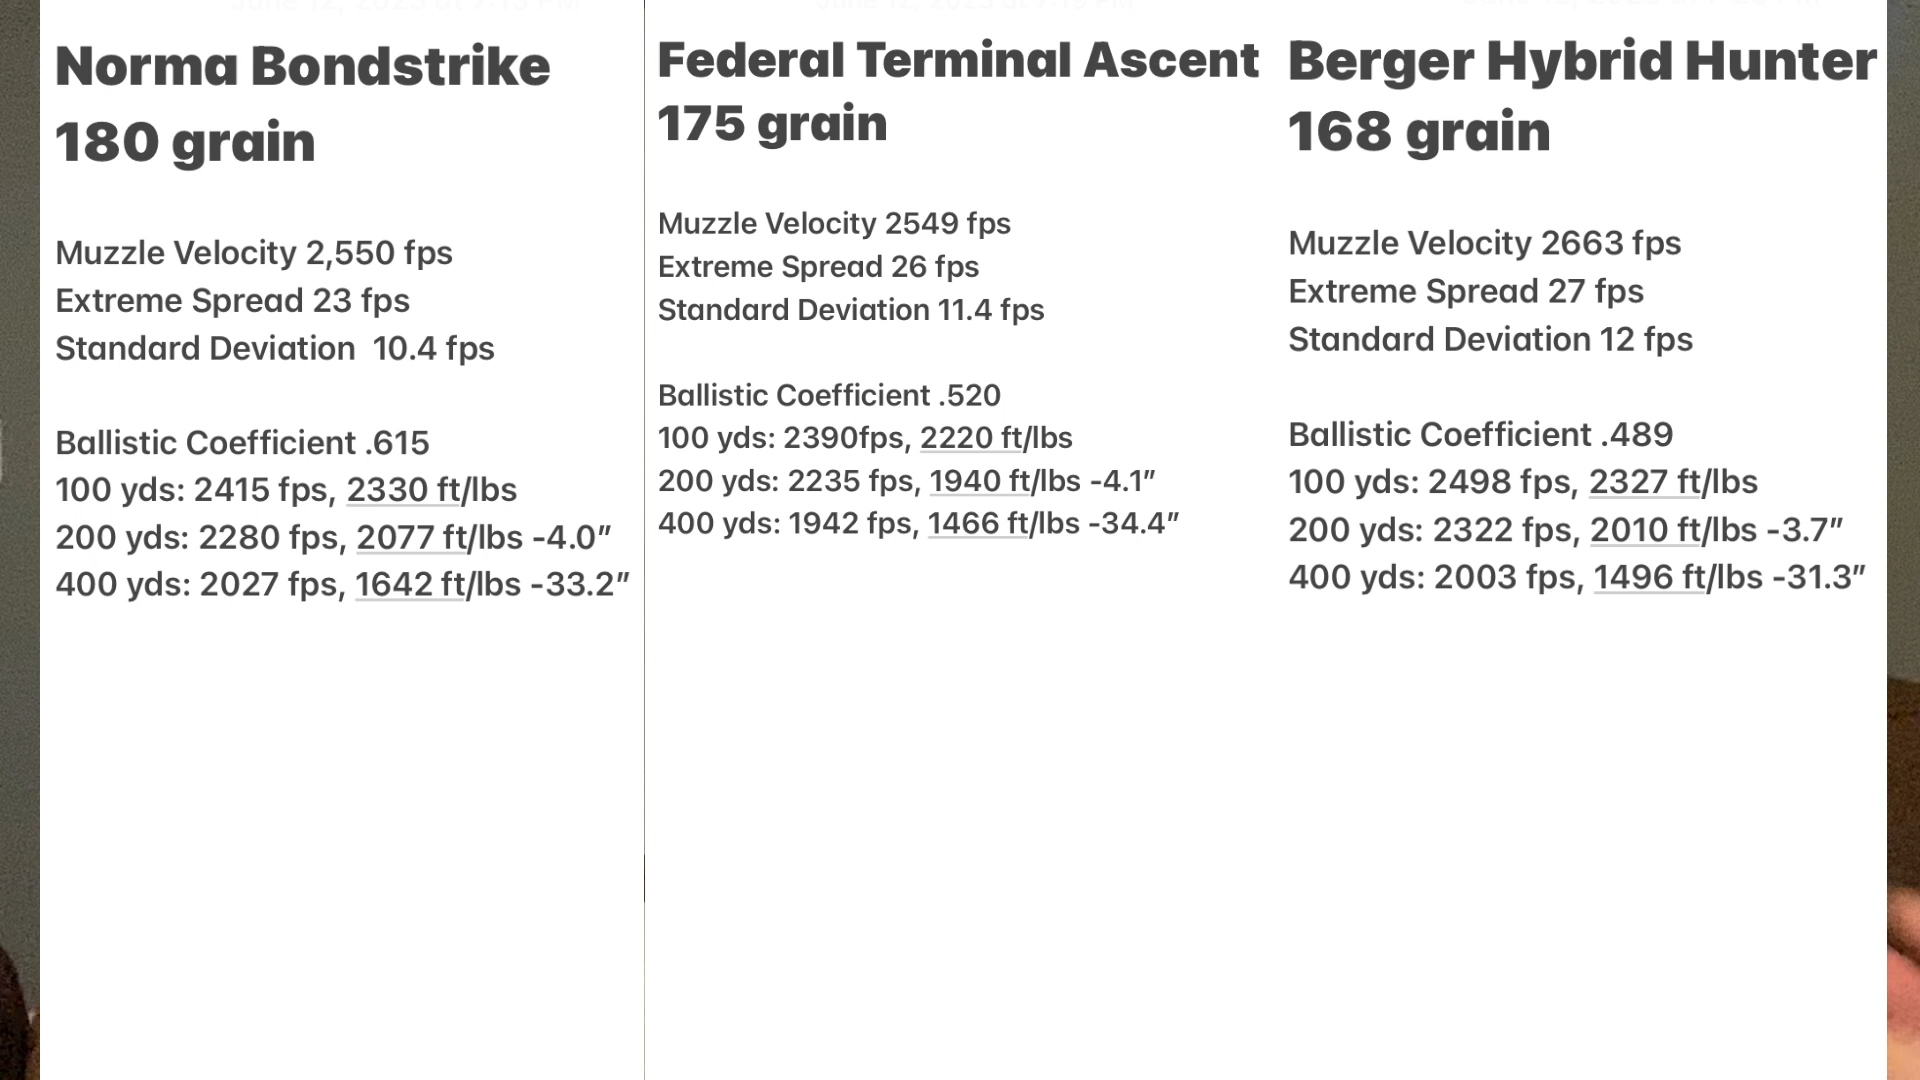 Norma Bondstrike
180 grain
Muzzle Velocity 2,550 fps
Extreme Spread 23 fps
Standard Deviation 10.4 fps
Ballistic Coefficient .615
100 yds: 2415 fps, 2330 ft/lbs
200 yds: 2280 fps, 2077 ft/lbs -4.0”
400 yds: 2027 fps, 1642 ft/lbs -33.2”
Federal Terminal Ascent
175 grain
Muzzle Velocity 2549 fps
Extreme Spread 26 fps
Standard Deviation 11.4 fps
Ballistic Coefficient .520
100 yds: 2390fps, 2220 ft/lbs
200 yds: 2235 fps, 1940 ft/lbs -4.1”
400 yds: 1942 fps, 1466 ft/lbs -34.4”
Berger Hybrid Hunter
168 grain
Muzzle Velocity 2663 fps
Extreme Spread 27 fps
Standard Deviation 12 fps
Ballistic Coefficient .489
100 yds: 2498 fps, 2327 ft/lbs
200 yds: 2322 fps, 2010 ft/lbs -3.7”
400 yds: 2003 fps, 1496 ft/lbs -31.3”